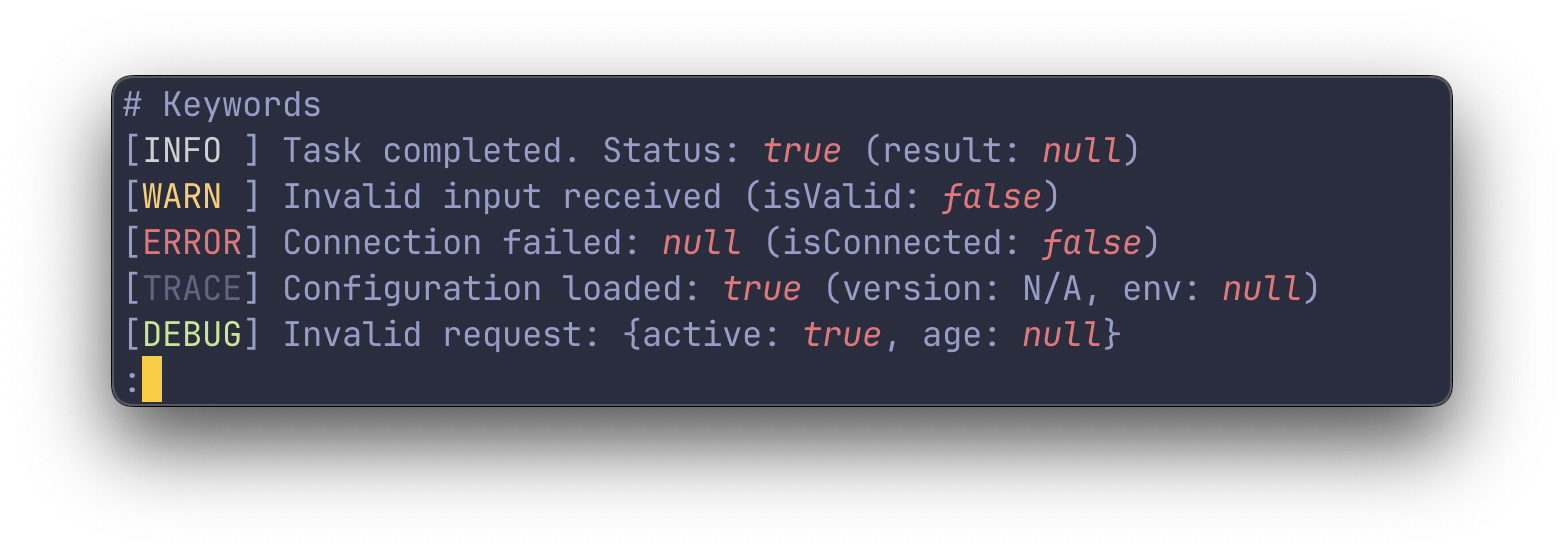 # Keywords
[INFO ] Task completed. Status: true (result: null)
[WARN ] Invalid input received (isValid: false)
[ERROR] Connection failed: null (isConnected: false)
[TRACE] Configuration loaded: true (version: N/A, env: null)
[DEBUG] Invalid request: {active: true, age: null}
: